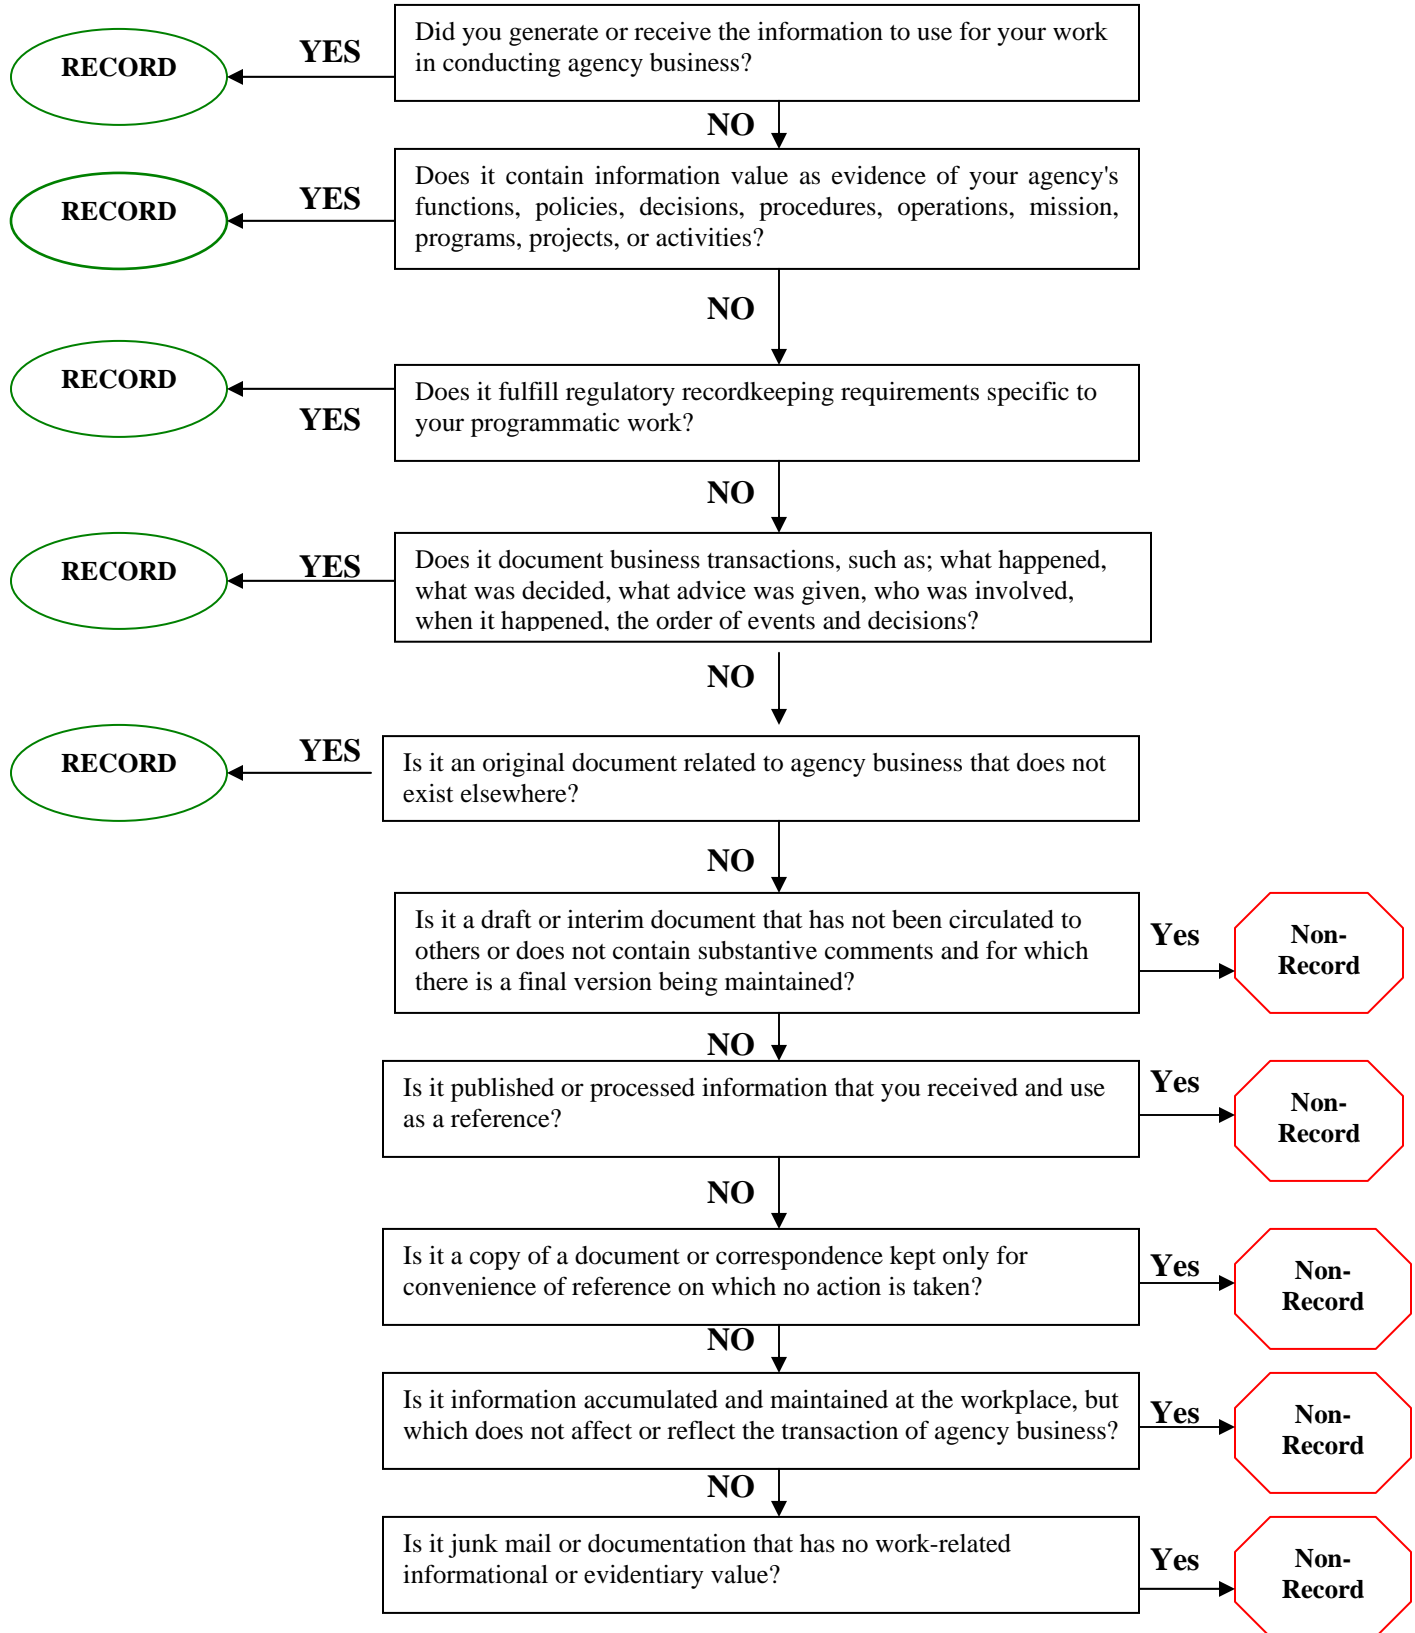 Did you generate or receive the information to use for your work
in conducting agency business?
YES
RECORD
NO
Does it contain information value as evidence of your agency's
functions, policies, decisions, procedures, operations, mission,
programs, projects, or activities?
YES
RECORD
NO
Does it fulfill regulatory recordkeeping requirements specific to
your programmatic work?
YES
RECORD
NO
Does it document business transactions, such as; what happened,
what was decided, what advice was given, who was involved,
when it happened, the order of events and decisions?
YES
RECORD
NO
Is it an original document related to agency business that does not
exist elsewhere?
YES
RECORD
NO
Is it a draft or interim document that has not been circulated to
others or does not contain substantive comments and for which
there is a final version being maintained?
Yes
Non-
Record
NO
Is it published or processed information that you received and use
as a reference?
Yes
Non-
Record
NO
Is it a copy of a document or correspondence kept only for
convenience of reference on which no action is taken?
Yes
Non-
Record
NO
Is it information accumulated and maintained at the workplace, but
which does not affect or reflect the transaction of agency business?
Yes
Non-
Record
NO
Is it junk mail or documentation that has no work-related
informational or evidentiary value?
Yes
Non-
Record